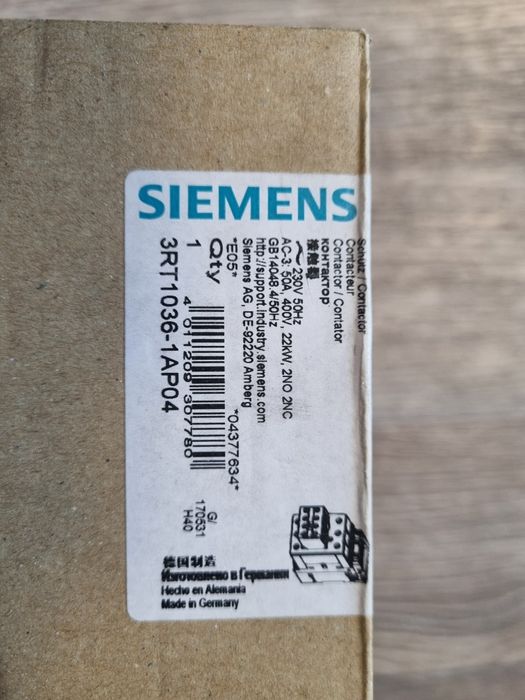 SIEMENS
Schütz / Contactor
Contacteur
Contactor / Contator
контактор
接触器
~ 230V 50Hz
AC-3: 50A, 400V, 22kW, 2NO 2NC
GB14048.4/50Hz
http://support.industry.siemens.com
Siemens AG, DE-92220 Amberg
*E05*
*04377634*
Qty
1
4 011209 307780
3RT1036-1AP04
G/
170531
H40
德国制造
Изготовлено в Германии
Hecho en Alemania
Made in Germany